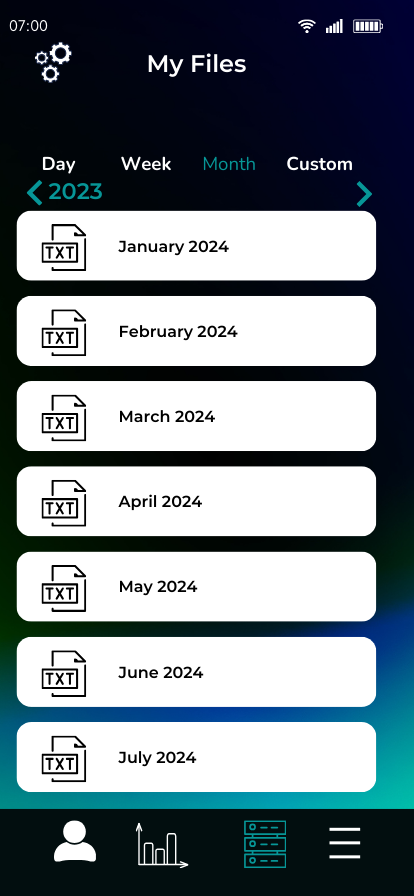 07:00
My Files
Day Week Month Custom
2023
TXT January 2024
TXT February 2024
TXT March 2024
TXT April 2024
TXT May 2024
TXT June 2024
TXT July 2024